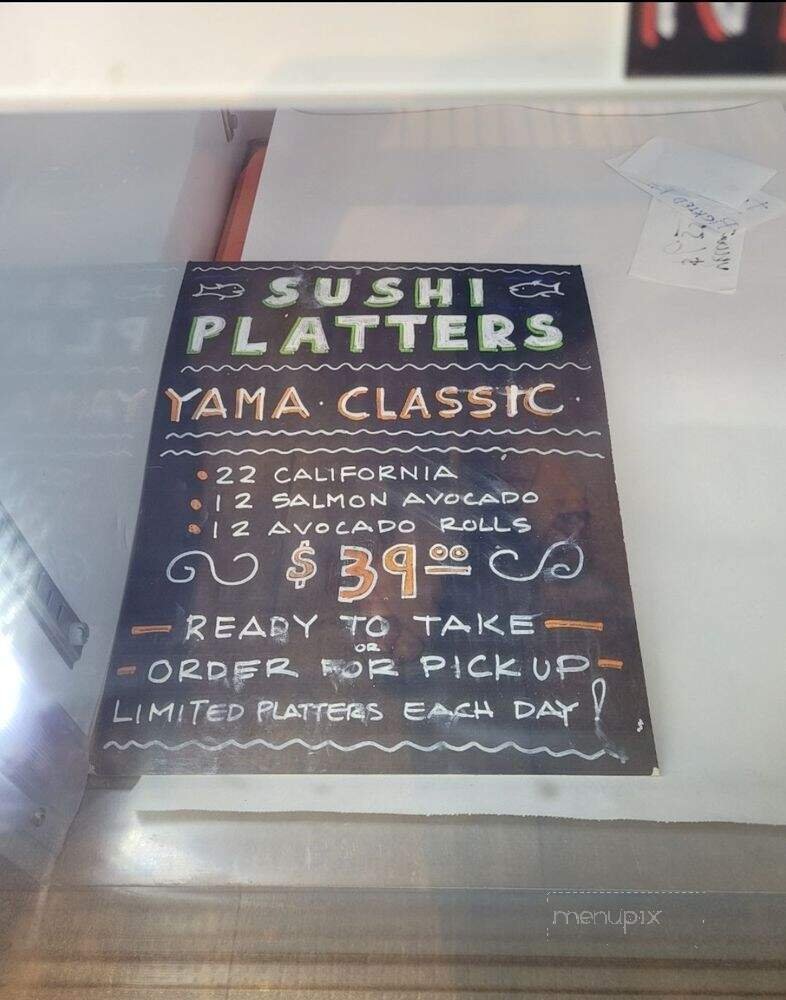 SUSHI
PLATTERS
YAMA · CLASSIC ·
• 22 CALIFORNIA
• 12 SALMON AVOCADO
• 12 AVOCADO ROLLS
$39.00
— READY TO TAKE —
OR
- ORDER FOR PICK UP -
LIMITED PLATTERS EACH DAY!
menupix